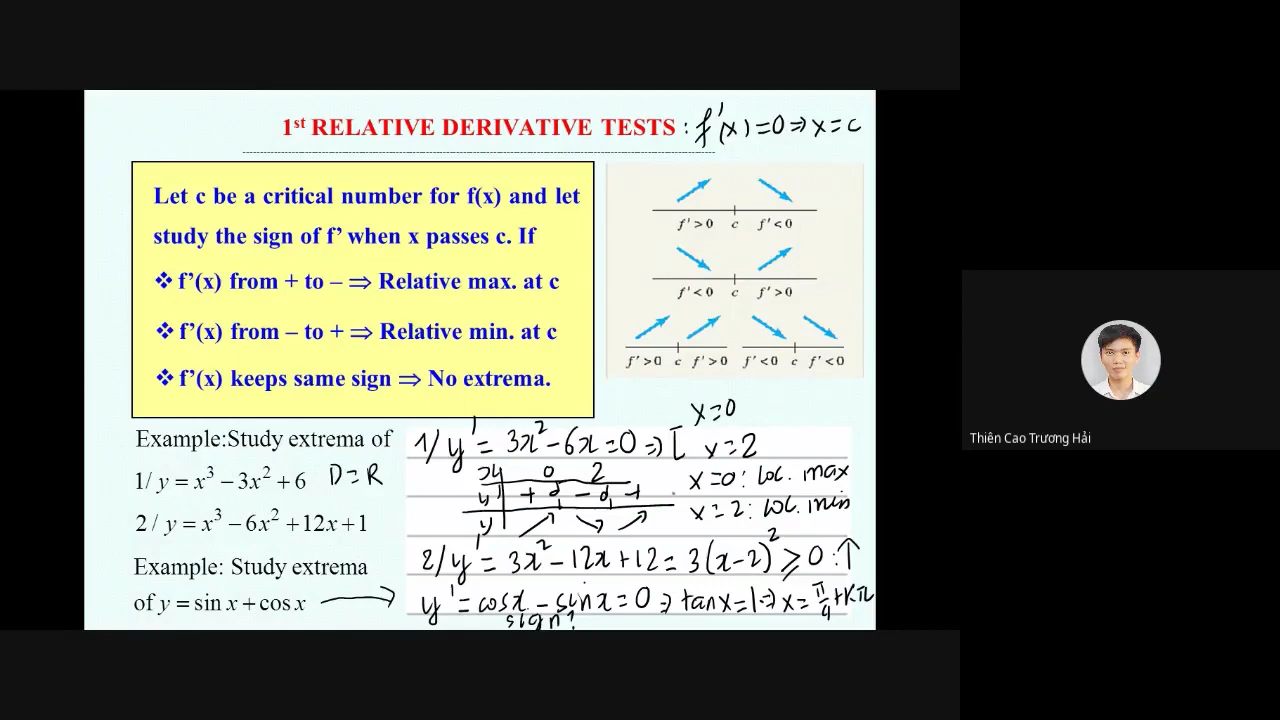 1st RELATIVE DERIVATIVE TESTS : f'(x)=0⇒x=c
Let c be a critical number for f(x) and let
study the sign of f' when x passes c. If
❖ f'(x) from + to – ⇒ Relative max. at c
❖ f'(x) from – to + ⇒ Relative min. at c
❖ f'(x) keeps same sign ⇒ No extrema.
f'>0 c f'<0
f'<0 c f'>0
f'>0 c f'>0 f'<0 c f'<0
Example:Study extrema of
1/ y = x³ − 3x² + 6 D=R
2 / y = x³ − 6x² + 12x + 1
Example: Study extrema
of y = sin x + cos x
1/ y' = 3x² − 6x = 0 ⇒ [ x=0
x=2
x 0 2
y' + 0 − 0 +
y
x=0: loc. max
x=2: loc. min
2/ y' = 3x² − 12x + 12 = 3(x−2)² ⩾ 0 : ↑
y' = cosx − sinx = 0 ⇒ tanx = 1 ⇒ x = π/4 + kπ
sign?
Thiên Cao Trương Hải